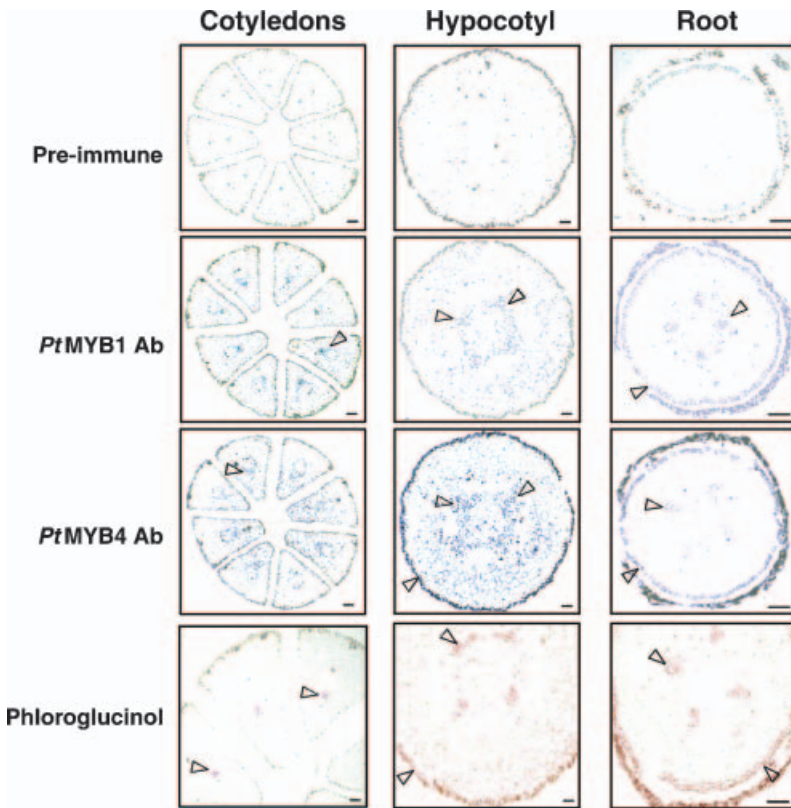 Cotyledons Hypocotyl Root
Pre-immune
PtMYB1 Ab
PtMYB4 Ab
Phloroglucinol